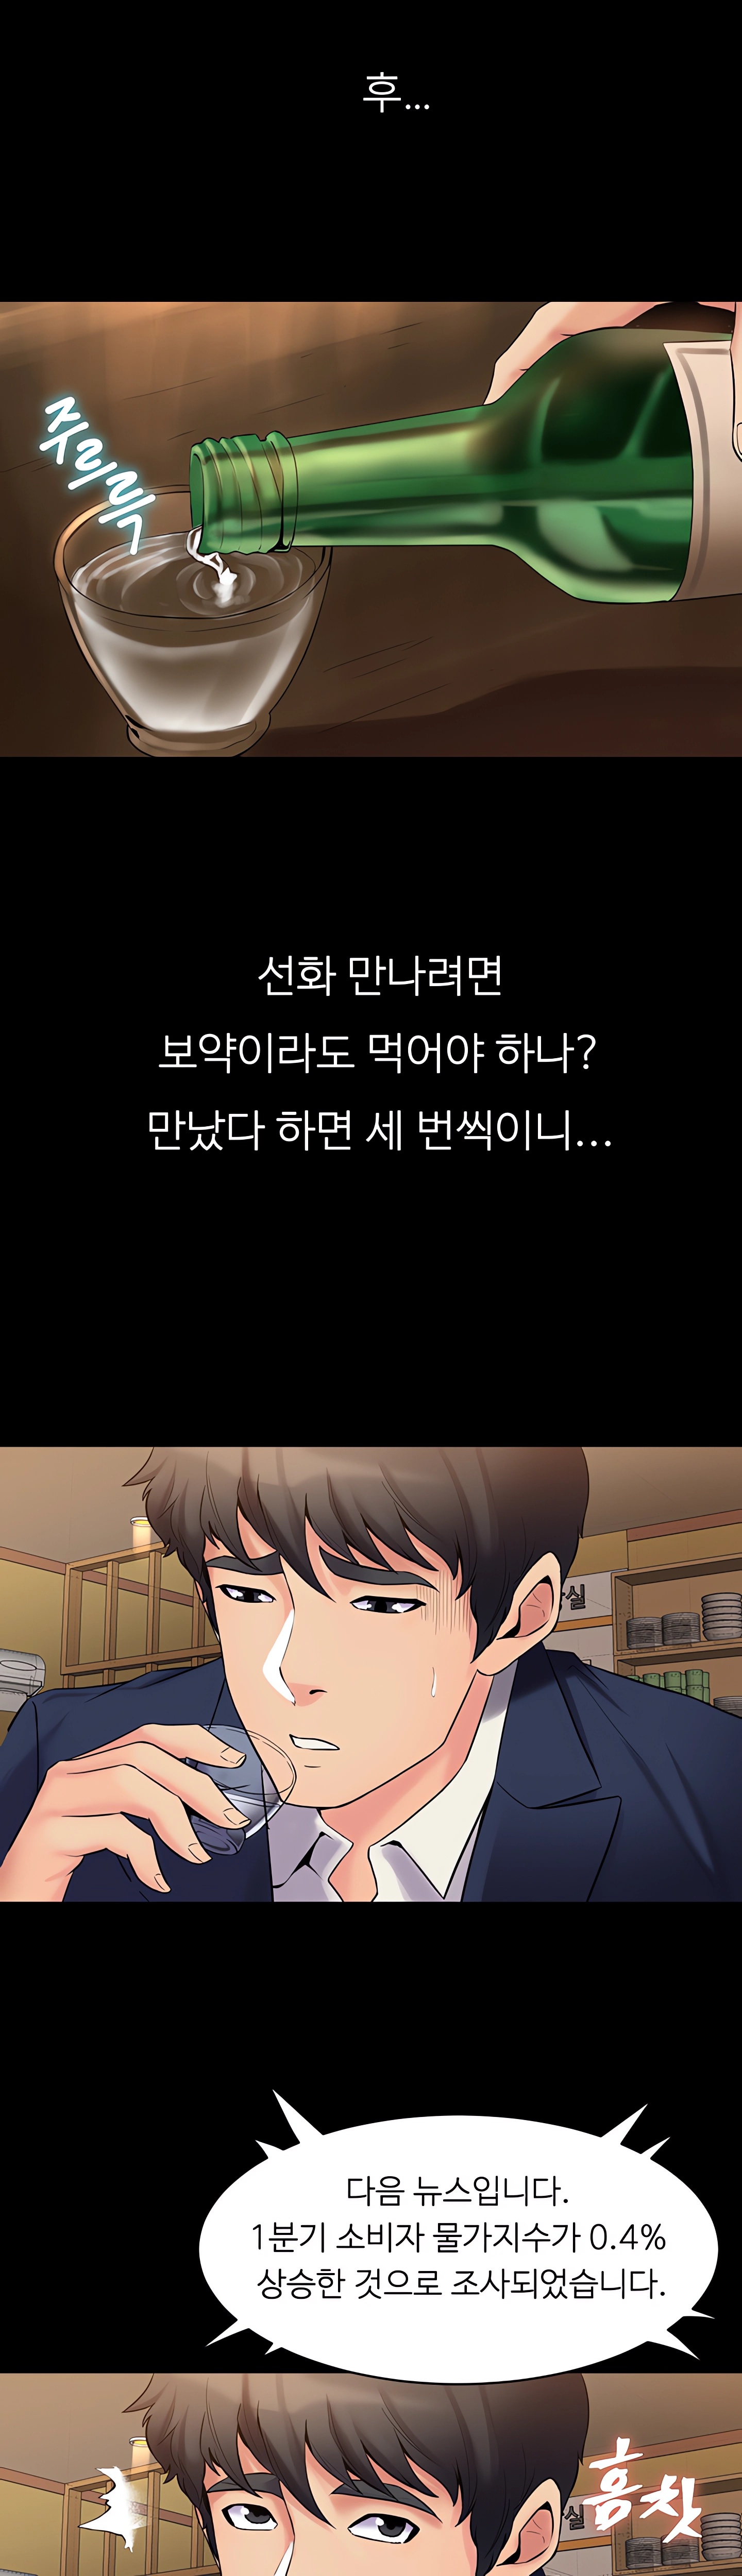 후...
주르륵
선화 만나려면
보약이라도 먹어야 하나?
만났다 하면 세 번씩이니...
실
다음 뉴스입니다.
1분기 소비자 물가지수가 0.4%
상승한 것으로 조사되었습니다.
흠칫
실